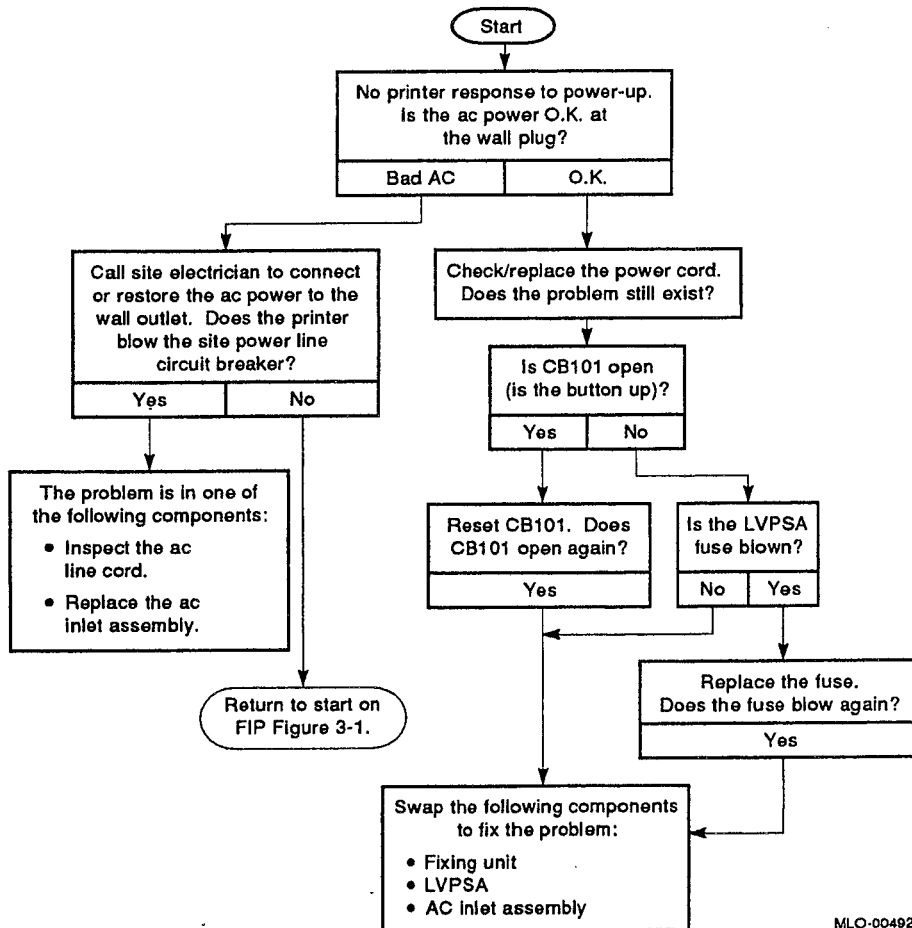 Start
No printer response to power-up.
Is the ac power O.K. at
the wall plug?
Bad AC
O.K.
Call site electrician to connect
or restore the ac power to the
wall outlet. Does the printer
blow the site power line
circuit breaker?
Yes
No
Check/replace the power cord.
Does the problem still exist?
Is CB101 open
(is the button up)?
Yes
No
The problem is in one of
the following components:
• Inspect the ac
line cord.
• Replace the ac
inlet assembly.
Reset CB101. Does
CB101 open again?
Yes
Is the LVPSA
fuse blown?
No
Yes
Return to start on
FIP Figure 3-1.
Replace the fuse.
Does the fuse blow again?
Yes
Swap the following components
to fix the problem:
• Fixing unit
• LVPSA
• AC inlet assembly
MLO-00492